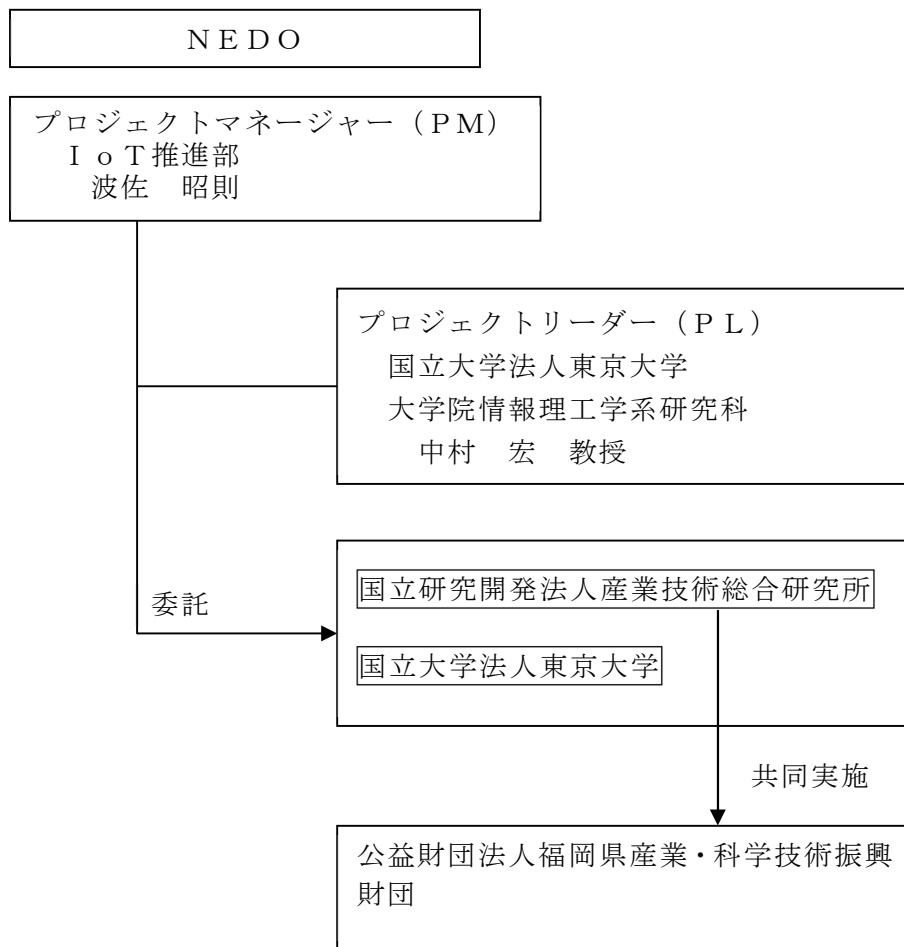 ＮＥＤＯ
プロジェクトマネージャー（ＰＭ）
ＩｏＴ推進部
波佐　昭則
プロジェクトリーダー（ＰＬ）
国立大学法人東京大学
大学院情報理工学系研究科
中村　宏　教授
委託
国立研究開発法人産業技術総合研究所
国立大学法人東京大学
共同実施
公益財団法人福岡県産業・科学技術振興
財団